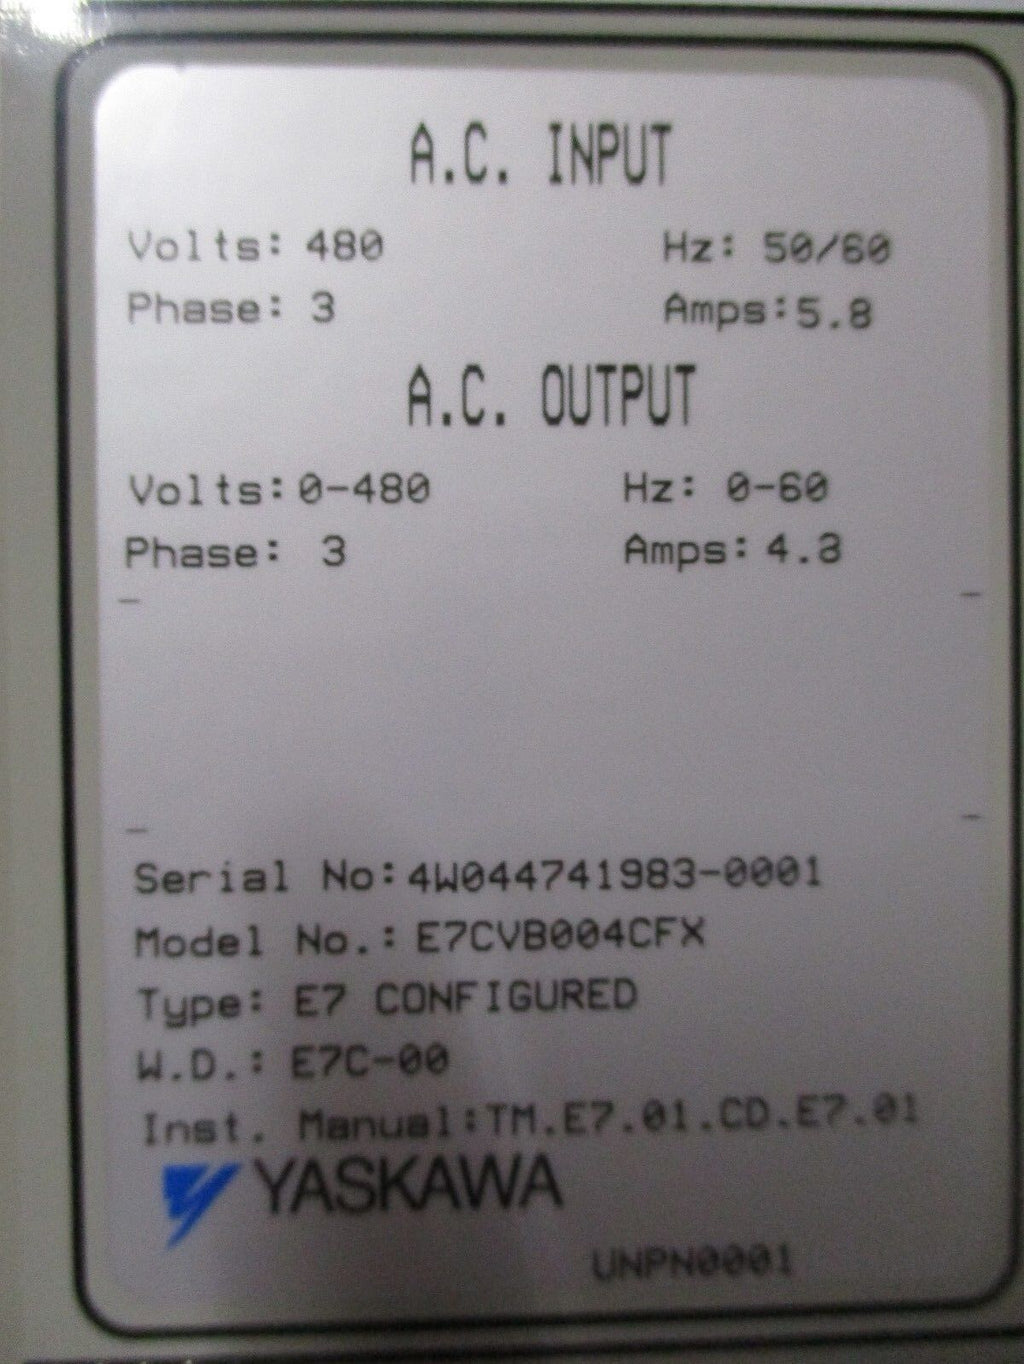 A.C. INPUT
Volts: 480 Hz: 50/60
Phase: 3 Amps:5.8
A.C. OUTPUT
Volts:0-480 Hz: 0-60
Phase: 3 Amps:4.8
Serial No:4W044741983-0001
Model No.: E7CVB004CFX
Type: E7 CONFIGURED
W.D.: E7C-00
Inst. Manual:TM.E7.01.CD.E7.01
YASKAWA
UNPN0001